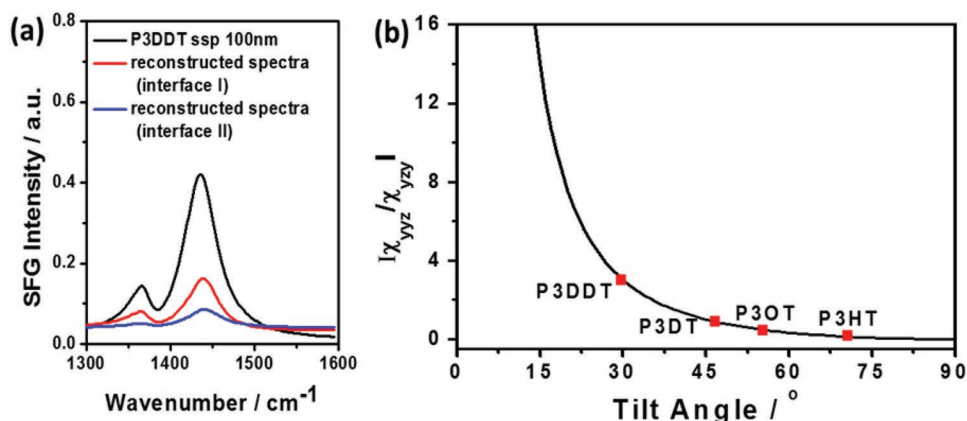 (a)
P3DDT ssp 100nm
reconstructed spectra
(interface I)
reconstructed spectra
(interface II)
0.8
0.6
0.4
0.2
0.0
SFG Intensity / a.u.
1300 1400 1500 1600
Wavenumber / cm-1
(b)
16
12
8
4
0
Iχyyz/χyzyI
P3DDT
P3DT
P3OT
P3HT
0 15 30 45 60 75 90
Tilt Angle / °